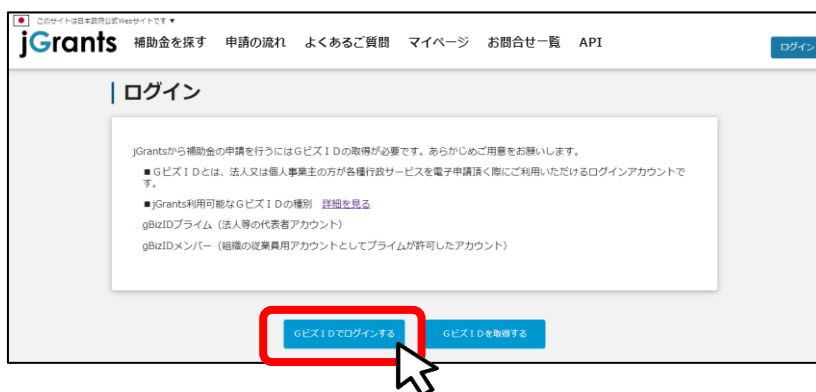 このサイトは日本政府公式Webサイトです ▼
jGrants 補助金を探す 申請の流れ よくあるご質問 マイページ お問合せ一覧 API ログイン
ログイン
jGrantsから補助金の申請を行うにはGビズIDの取得が必要です。あらかじめご用意をお願いします。
■GビズIDとは、法人又は個人事業主の方が各種行政サービスを電子申請頂く際にご利用いただけるログインアカウントで
す。
■jGrants利用可能なGビズIDの種別 詳細を見る
gBizIDプライム（法人等の代表者アカウント）
gBizIDメンバー（組織の従業員用アカウントとしてプライムが許可したアカウント）
GビズIDでログインする GビズIDを取得する